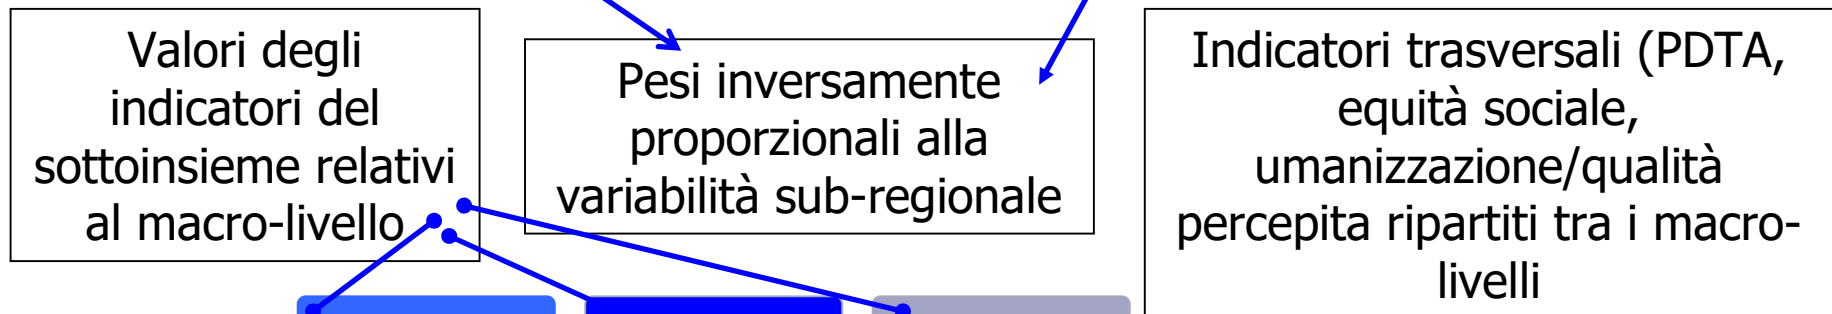 Valori degli
indicatori del
sottoinsieme relativi
al macro-livello
Pesi inversamente
proporzionali alla
variabilità sub-regionale
Indicatori trasversali (PDTA,
equità sociale,
umanizzazione/qualità
percepita ripartiti tra i macro-
livelli